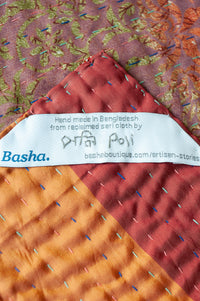 Hand made in Bangladesh
from reclaimed sari cloth by
Poli
Basha.
bashaboutique.com/artisan-stories